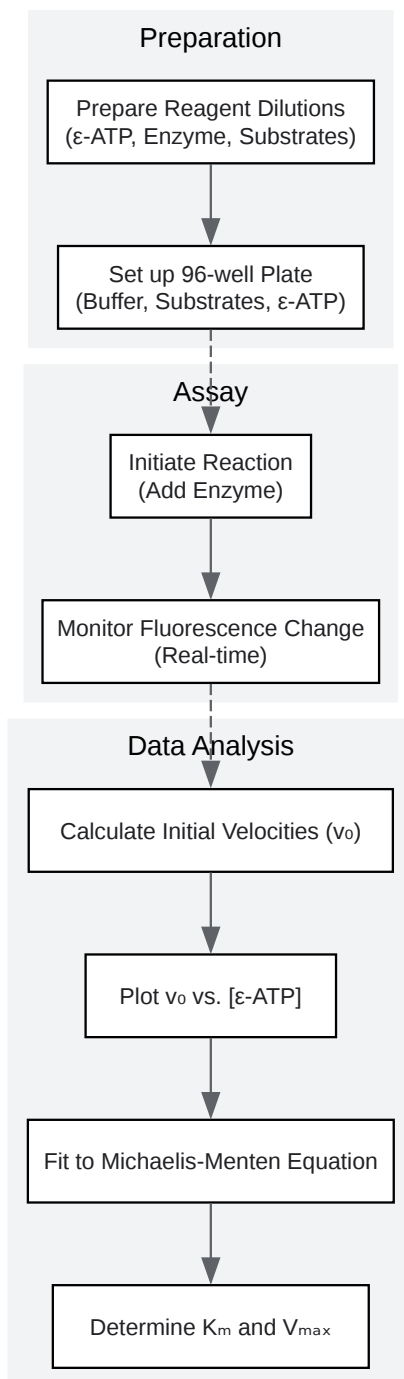 Preparation
Prepare Reagent Dilutions
(ε-ATP, Enzyme, Substrates)
Set up 96-well Plate
(Buffer, Substrates, ε-ATP)
Assay
Initiate Reaction
(Add Enzyme)
Monitor Fluorescence Change
(Real-time)
Data Analysis
Calculate Initial Velocities (v₀)
Plot v₀ vs. [ε-ATP]
Fit to Michaelis-Menten Equation
Determine Kₘ and Vₘₐₓ